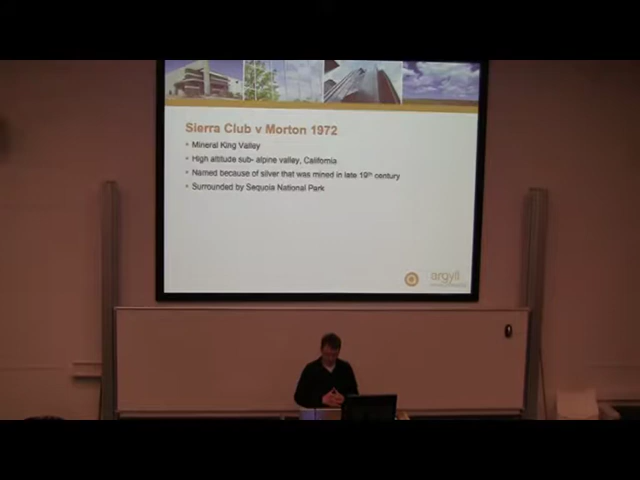 Sierra Club v Morton 1972
• Mineral King Valley
• High altitude sub- alpine valley, California
• Named because of silver that was mined in late 19th century
• Surrounded by Sequoia National Park
argyll